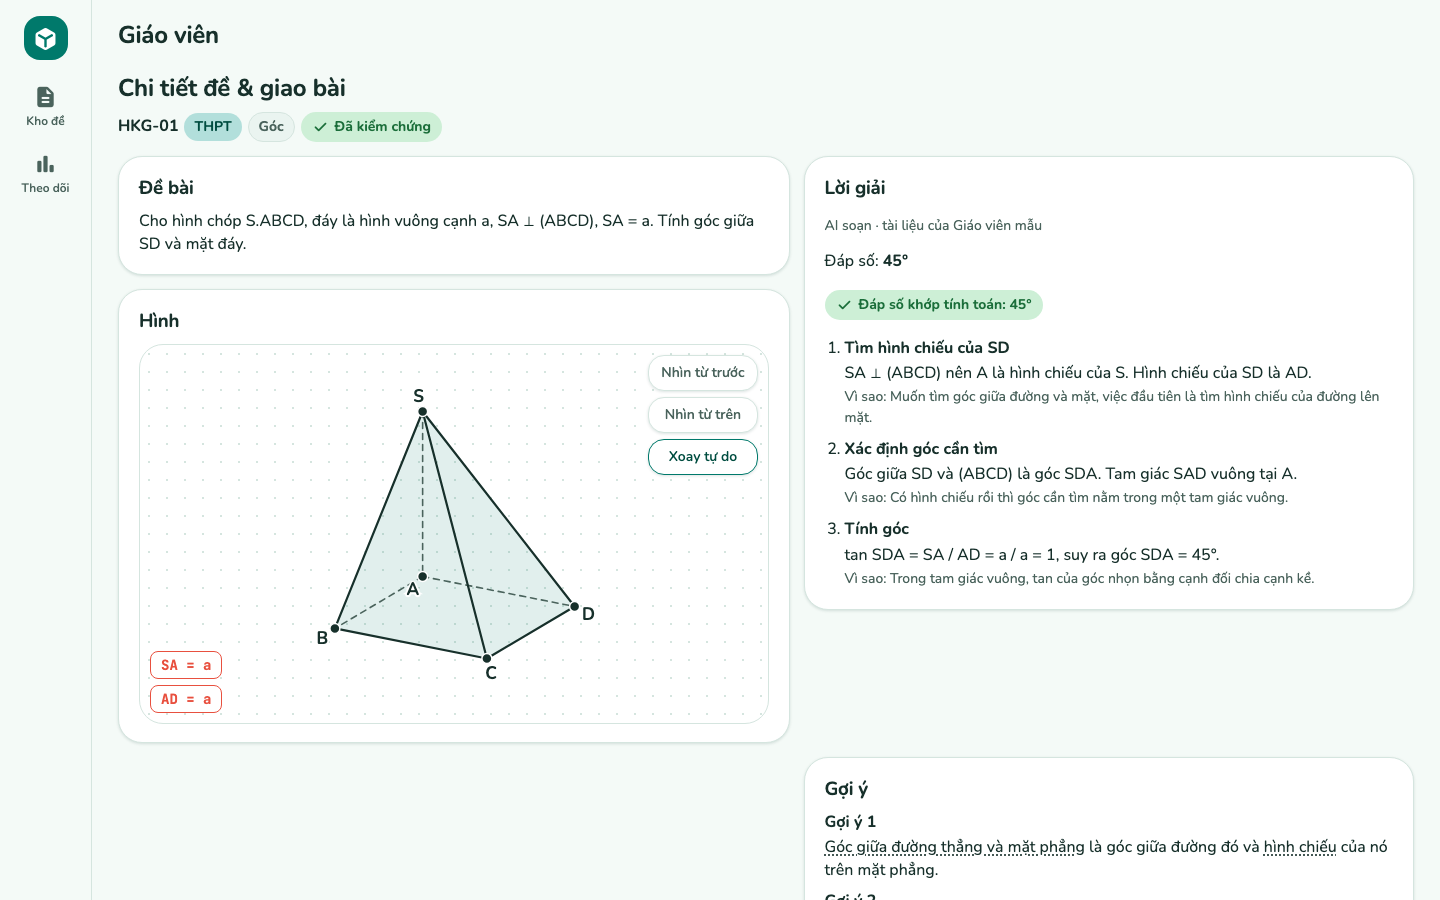 Giáo viên
Kho đề
Theo dõi
Chi tiết đề & giao bài
HKG-01 THPT Góc Đã kiểm chứng
Đề bài
Cho hình chóp S.ABCD, đáy là hình vuông cạnh a, SA ⊥ (ABCD), SA = a. Tính góc giữa
SD và mặt đáy.
Hình
Nhìn từ trước
Nhìn từ trên
Xoay tự do
S
A
B
C
D
SA = a
AD = a
Lời giải
AI soạn · tài liệu của Giáo viên mẫu
Đáp số: 45°
Đáp số khớp tính toán: 45°
1. Tìm hình chiếu của SD
SA ⊥ (ABCD) nên A là hình chiếu của S. Hình chiếu của SD là AD.
Vì sao: Muốn tìm góc giữa đường và mặt, việc đầu tiên là tìm hình chiếu của đường lên
mặt.
2. Xác định góc cần tìm
Góc giữa SD và (ABCD) là góc SDA. Tam giác SAD vuông tại A.
Vì sao: Có hình chiếu rồi thì góc cần tìm nằm trong một tam giác vuông.
3. Tính góc
tan SDA = SA / AD = a / a = 1, suy ra góc SDA = 45°.
Vì sao: Trong tam giác vuông, tan của góc nhọn bằng cạnh đối chia cạnh kề.
Gợi ý
Gợi ý 1
Góc giữa đường thẳng và mặt phẳng là góc giữa đường đó và hình chiếu của nó
trên mặt phẳng.
Gợi ý 2